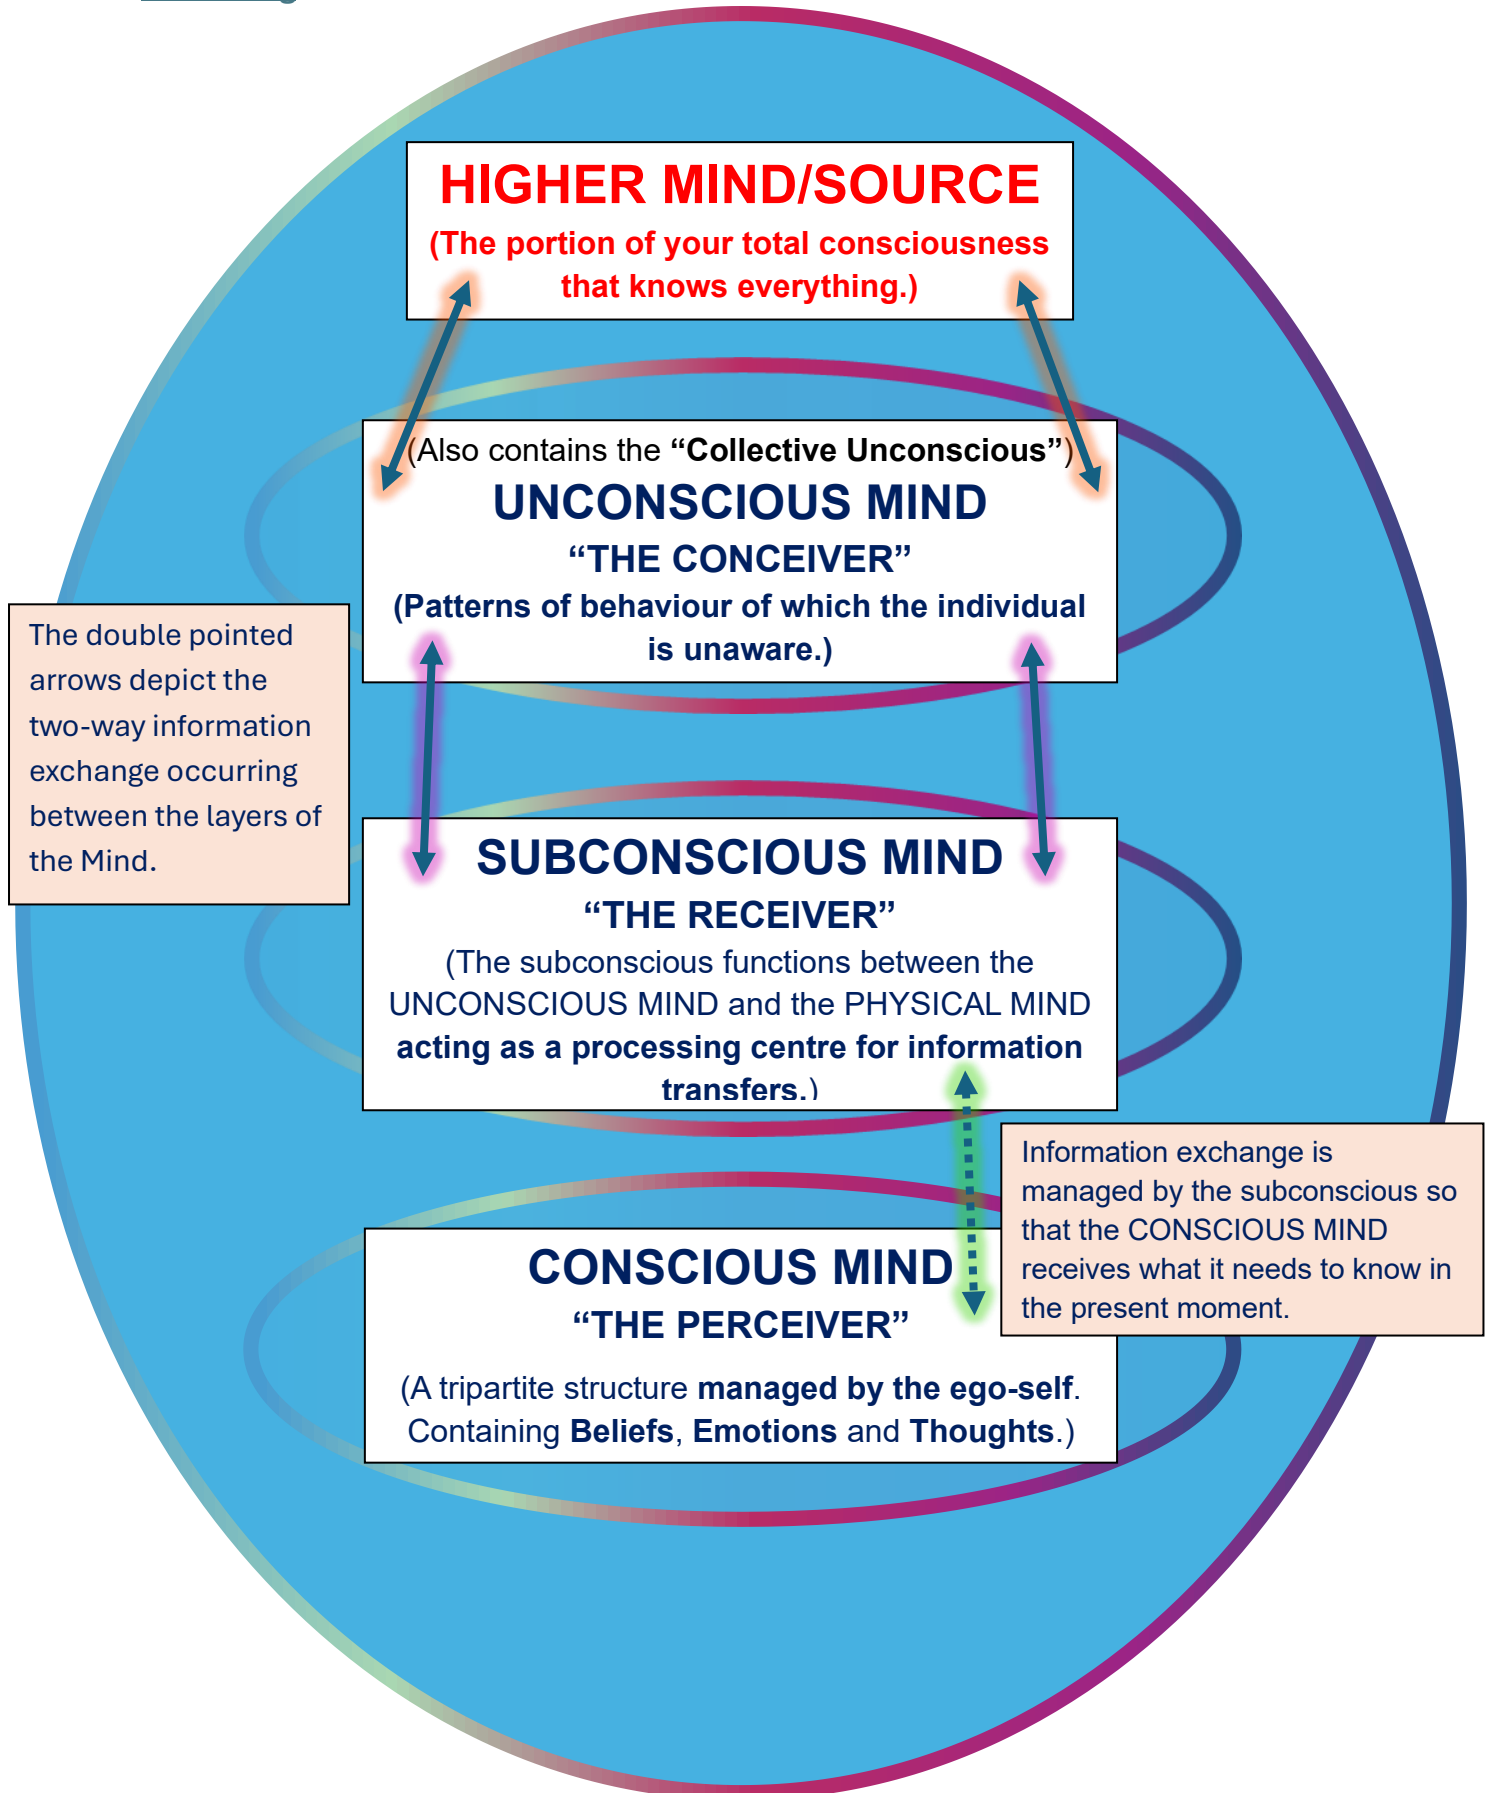 HIGHER MIND/SOURCE
(The portion of your total consciousness
that knows everything.)
(Also contains the “Collective Unconscious”)
UNCONSCIOUS MIND
“THE CONCEIVER”
(Patterns of behaviour of which the individual
is unaware.)
The double pointed
arrows depict the
two-way information
exchange occurring
between the layers of
the Mind.
SUBCONSCIOUS MIND
“THE RECEIVER”
(The subconscious functions between the
UNCONSCIOUS MIND and the PHYSICAL MIND
acting as a processing centre for information
transfers.)
Information exchange is
managed by the subconscious so
that the CONSCIOUS MIND
receives what it needs to know in
the present moment.
CONSCIOUS MIND
“THE PERCEIVER”
(A tripartite structure managed by the ego-self.
Containing Beliefs, Emotions and Thoughts.)